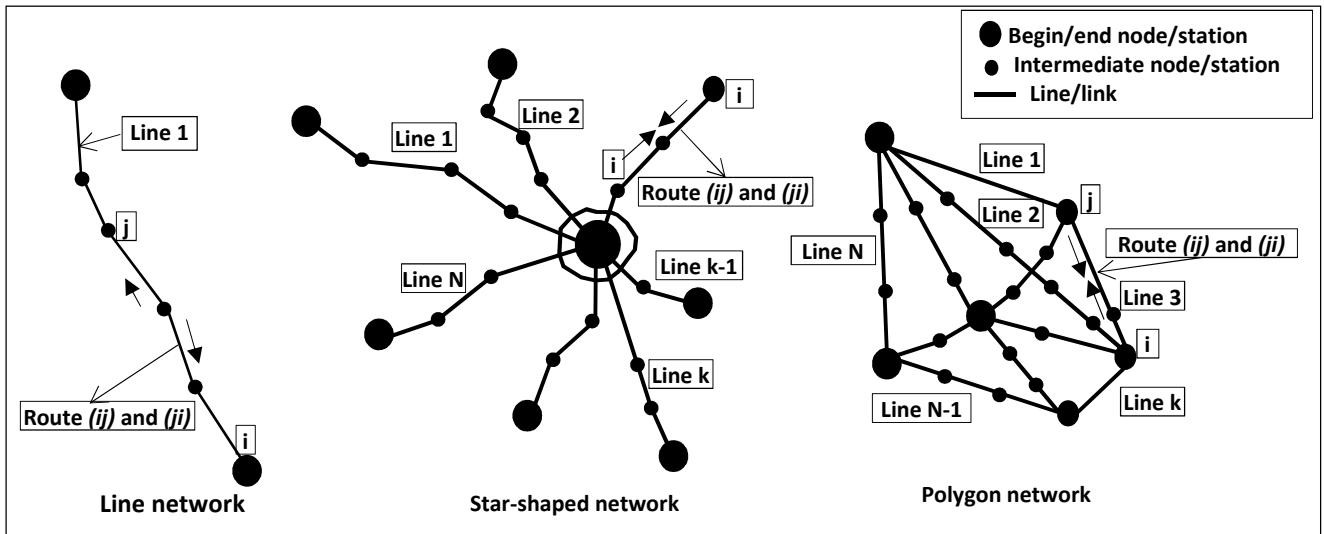 Begin/end node/station
Intermediate node/station
Line/link
Line 1
j
Route (ij) and (ji)
i
Line network
Line 1
Line 2
i
i
Route (ij) and (ji)
Line N
Line k-1
Line k
Star-shaped network
Line 1
Line 2
j
Line N
Route (ij) and (ji)
Line 3
i
Line N-1
Line k
Polygon network